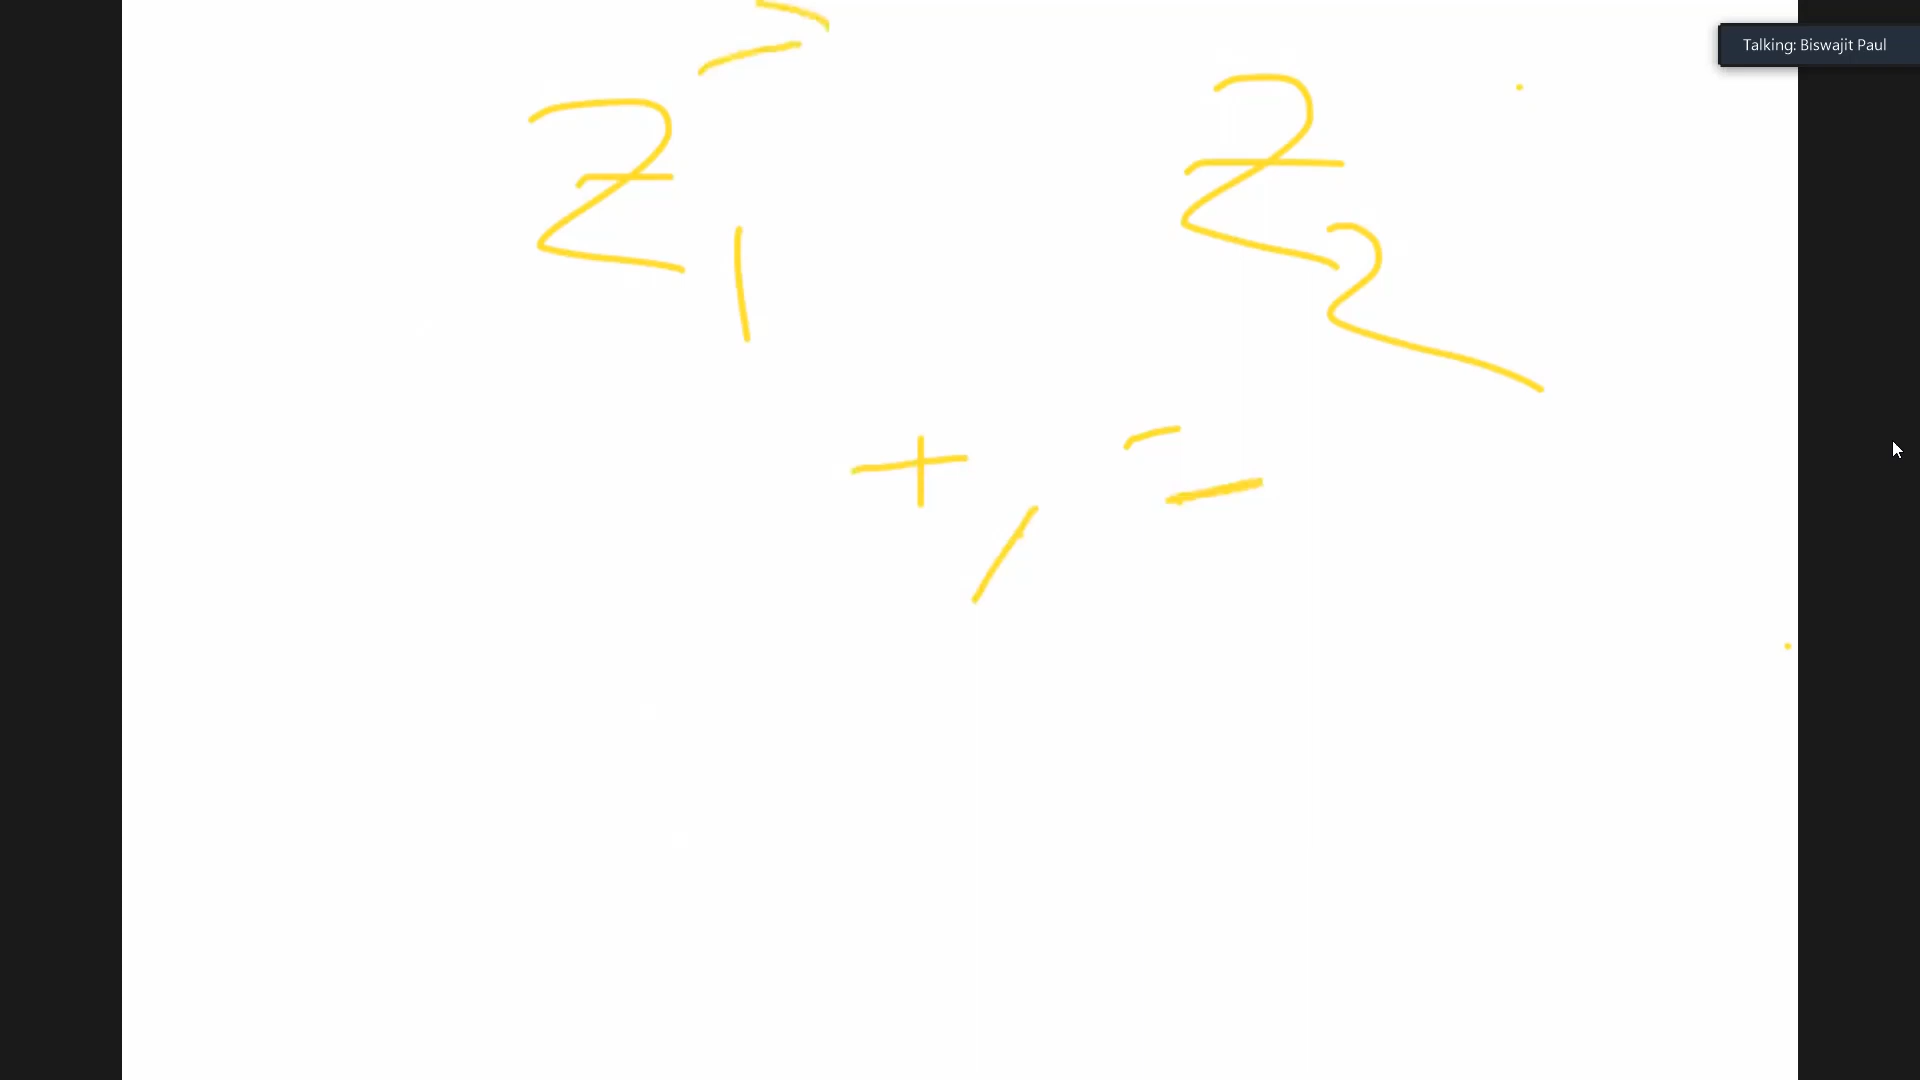 Talking: Biswajit Paul
Z1 Z2
+ , =